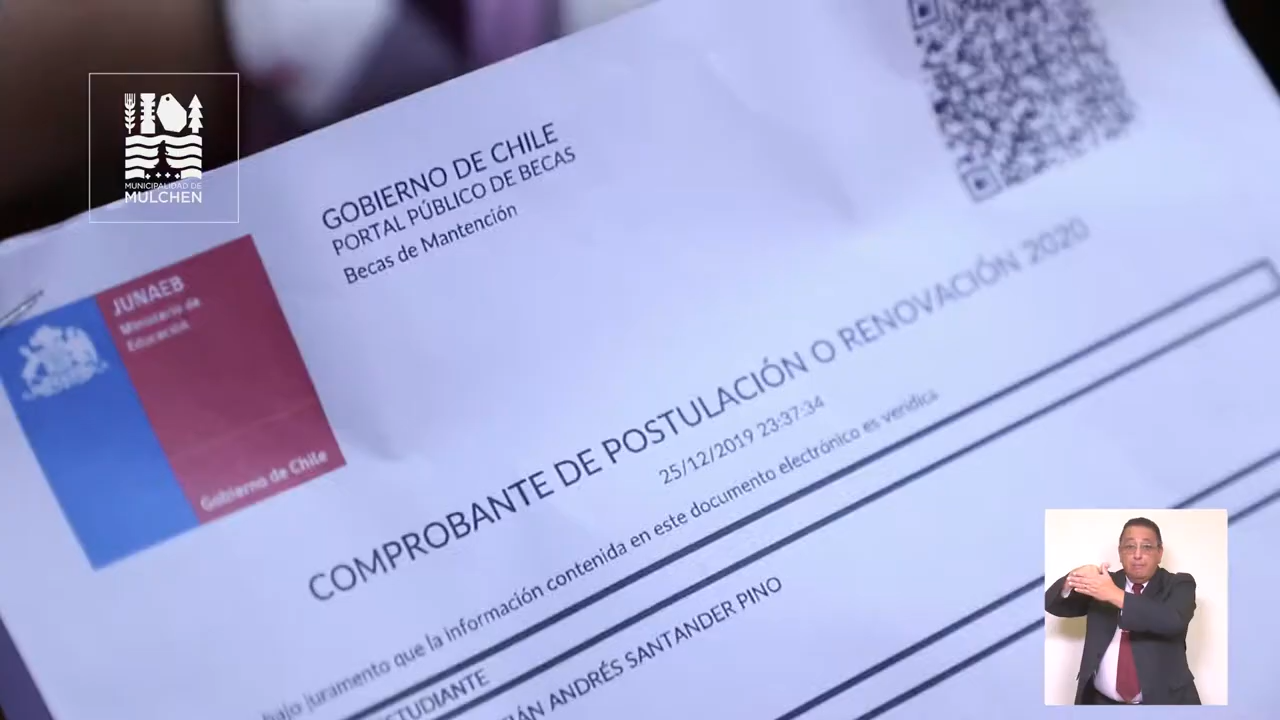 MUNICIPALIDAD DE
MULCHEN
GOBIERNO DE CHILE
PORTAL PÚBLICO DE BECAS
Becas de Mantención
JUNAEB
Ministerio de
Educación
Gobierno de Chile
COMPROBANTE DE POSTULACIÓN O RENOVACIÓN 2020
25/12/2019 23:37:34
bajo juramento que la información contenida en este documento electrónico es verídica
STUDIANTE
IÁN ANDRÉS SANTANDER PINO